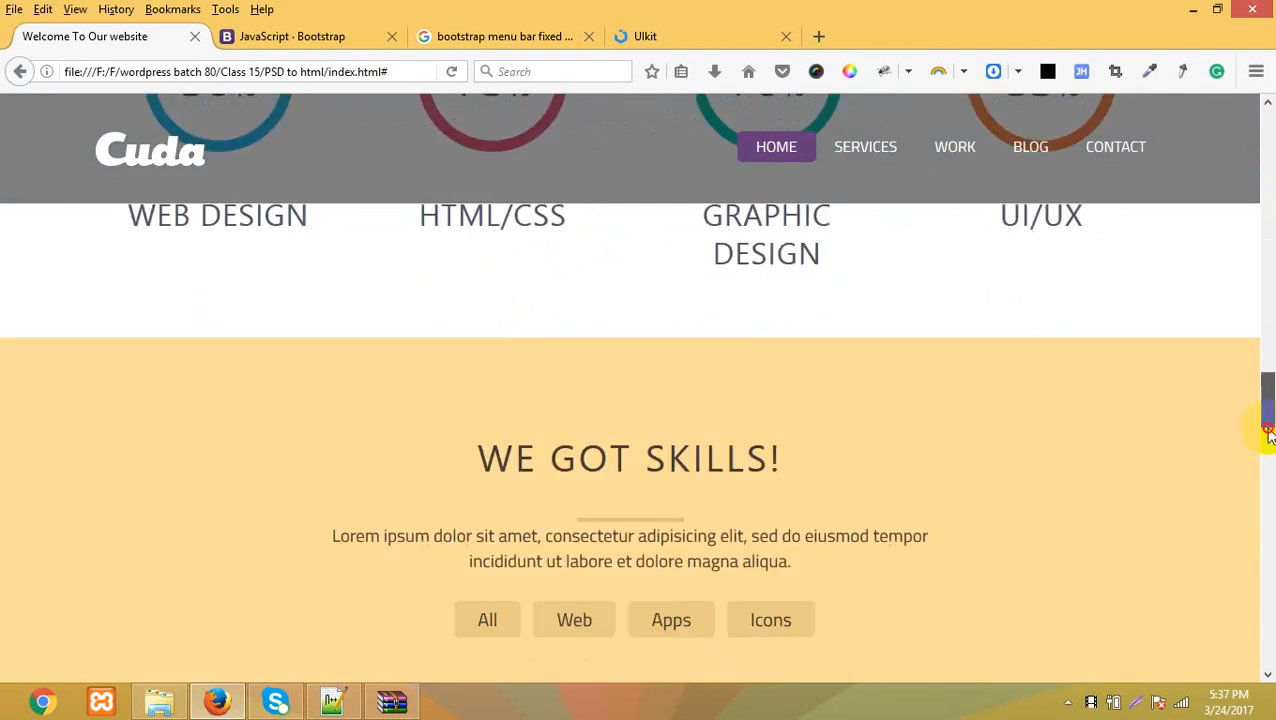 File Edit View History Bookmarks Tools Help
Welcome To Our website
JavaScript · Bootstrap
bootstrap menu bar fixed ...
UIkit
file:///F:/F/wordpress batch 80/Class 15/PSD to html/index.html#
Search
JH
Cuda
HOME SERVICES WORK BLOG CONTACT
WEB DESIGN
HTML/CSS
GRAPHIC
DESIGN
UI/UX
WE GOT SKILLS!
Lorem ipsum dolor sit amet, consectetur adipisicing elit, sed do eiusmod tempor
incididunt ut labore et dolore magna aliqua.
All Web Apps Icons
5:37 PM
3/24/2017